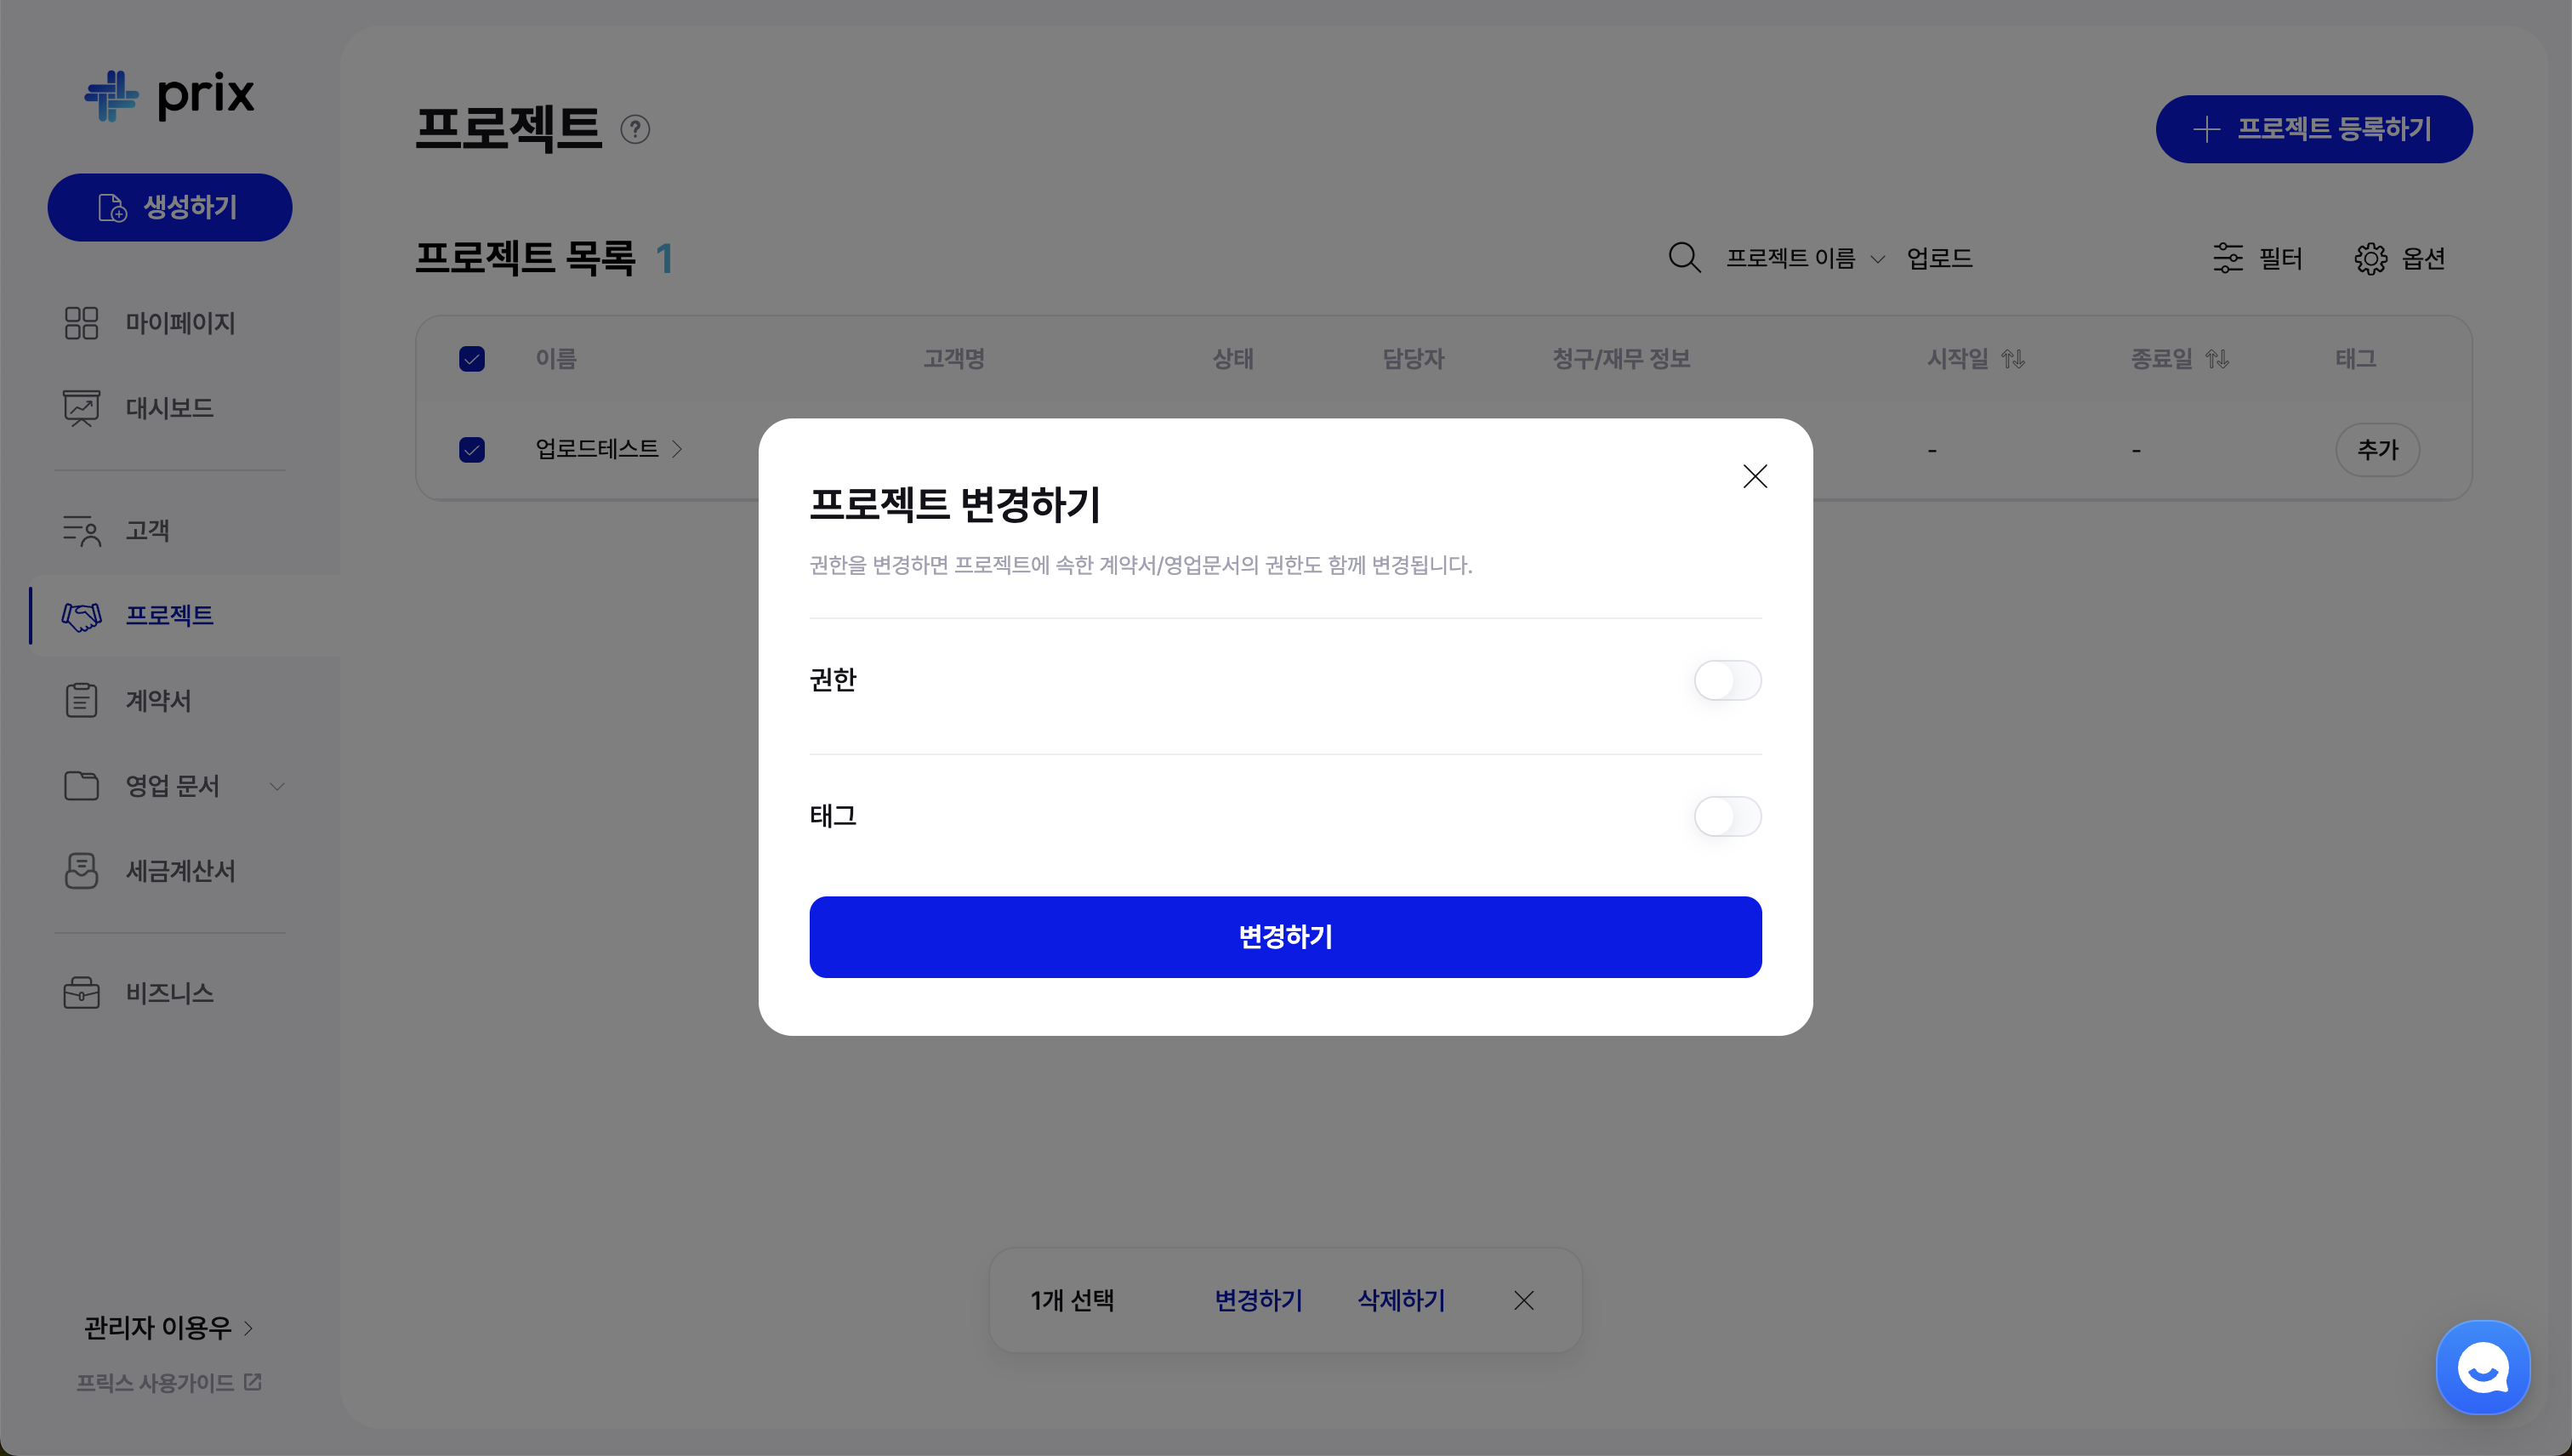 prix
생성하기
마이페이지
대시보드
고객
프로젝트
계약서
영업 문서
세금계산서
비즈니스
관리자 이용우
프릭스 사용가이드
프로젝트 ?
프로젝트 등록하기
프로젝트 목록 1
프로젝트 이름 업로드 필터 옵션
이름 고객명 상태 담당자 청구/재무 정보 시작일 종료일 태그
업로드테스트 - - 추가
프로젝트 변경하기
권한을 변경하면 프로젝트에 속한 계약서/영업문서의 권한도 함께 변경됩니다.
권한
태그
변경하기
1개 선택 변경하기 삭제하기